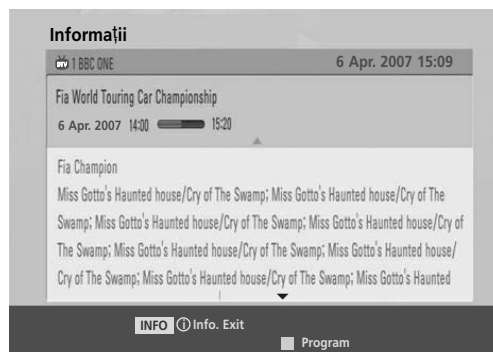 Informații
DTV 1 BBC ONE 6 Apr. 2007 15:09
Fia World Touring Car Championship
6 Apr. 2007 14:00 15:20
Fia Champion
Miss Gotto's Haunted house/Cry of The Swamp; Miss Gotto's Haunted house/Cry of The
Swamp; Miss Gotto's Haunted house/Cry of The Swamp; Miss Gotto's Haunted house/Cry of
The Swamp; Miss Gotto's Haunted house/Cry of The Swamp; Miss Gotto's Haunted house/
Cry of The Swamp; Miss Gotto's Haunted house/Cry of The Swamp; Miss Gotto's Haunted
INFO i Info. Exit
Program